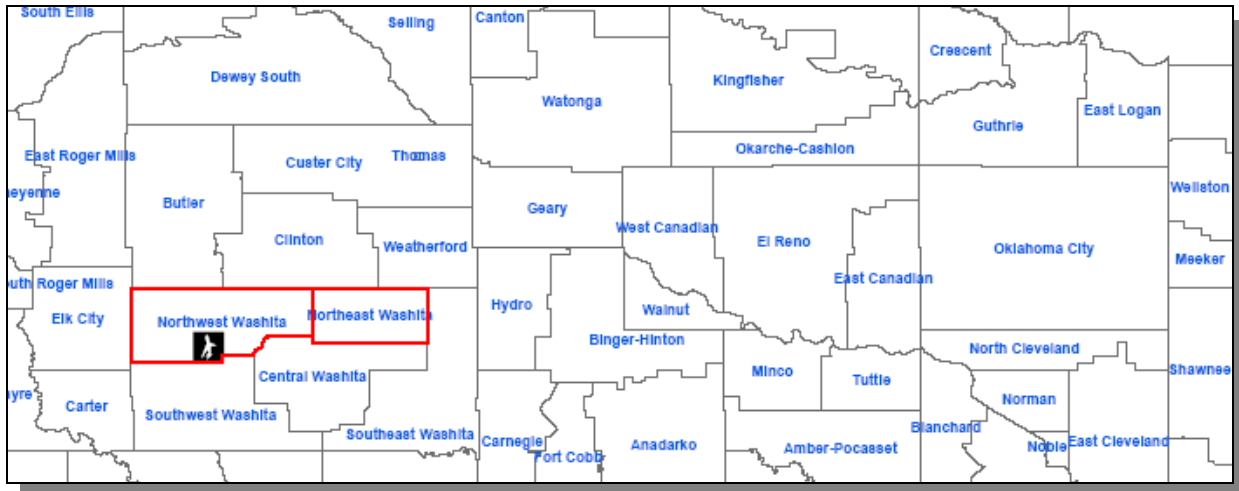 South Ellis
Seiling
Canton
Crescent
Dewey South
Kingfisher
Watonga
East Logan
Guthrie
East Roger Mills
Custer City
Thomas
Okarche-Cashion
eyenne
Wellston
Butler
Geary
West Canadian
El Reno
Clinton
Weatherford
Oklahoma City
Meeker
East Canadian
uth Roger Mills
Hydro
Walnut
Elk City
Northwest Washita
Northeast Washita
Binger-Hinton
North Cleveland
Minco
Shawnee
Central Washita
Tuttle
yre
Carter
Norman
Southwest Washita
Southeast Washita
Carnegie
Anadarko
Amber-Pocasset
Blanchard
Noble
East Cleveland
Fort Cobb